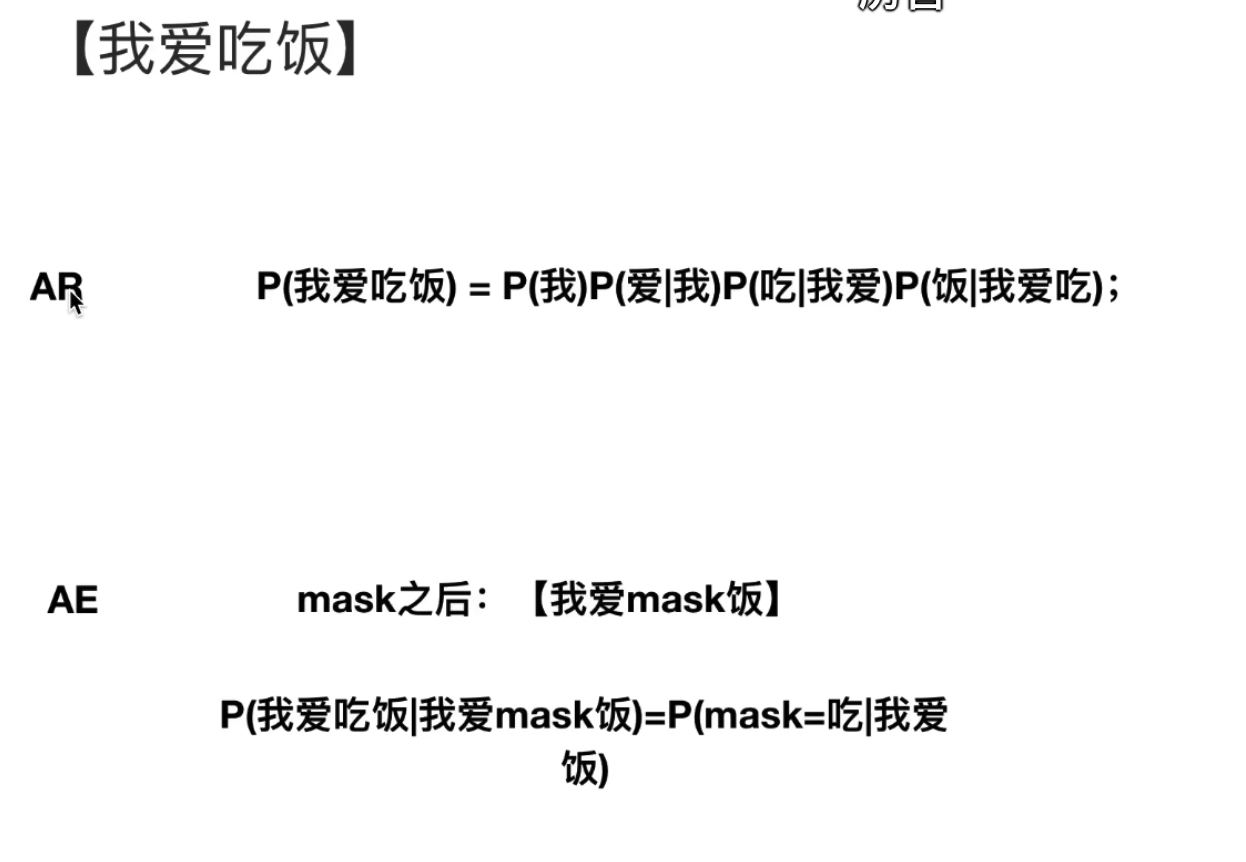 【我爱吃饭】
AR P(我爱吃饭) = P(我)P(爱|我)P(吃|我爱)P(饭|我爱吃)；
AE mask之后：【我爱mask饭】
P(我爱吃饭|我爱mask饭)=P(mask=吃|我爱
饭)